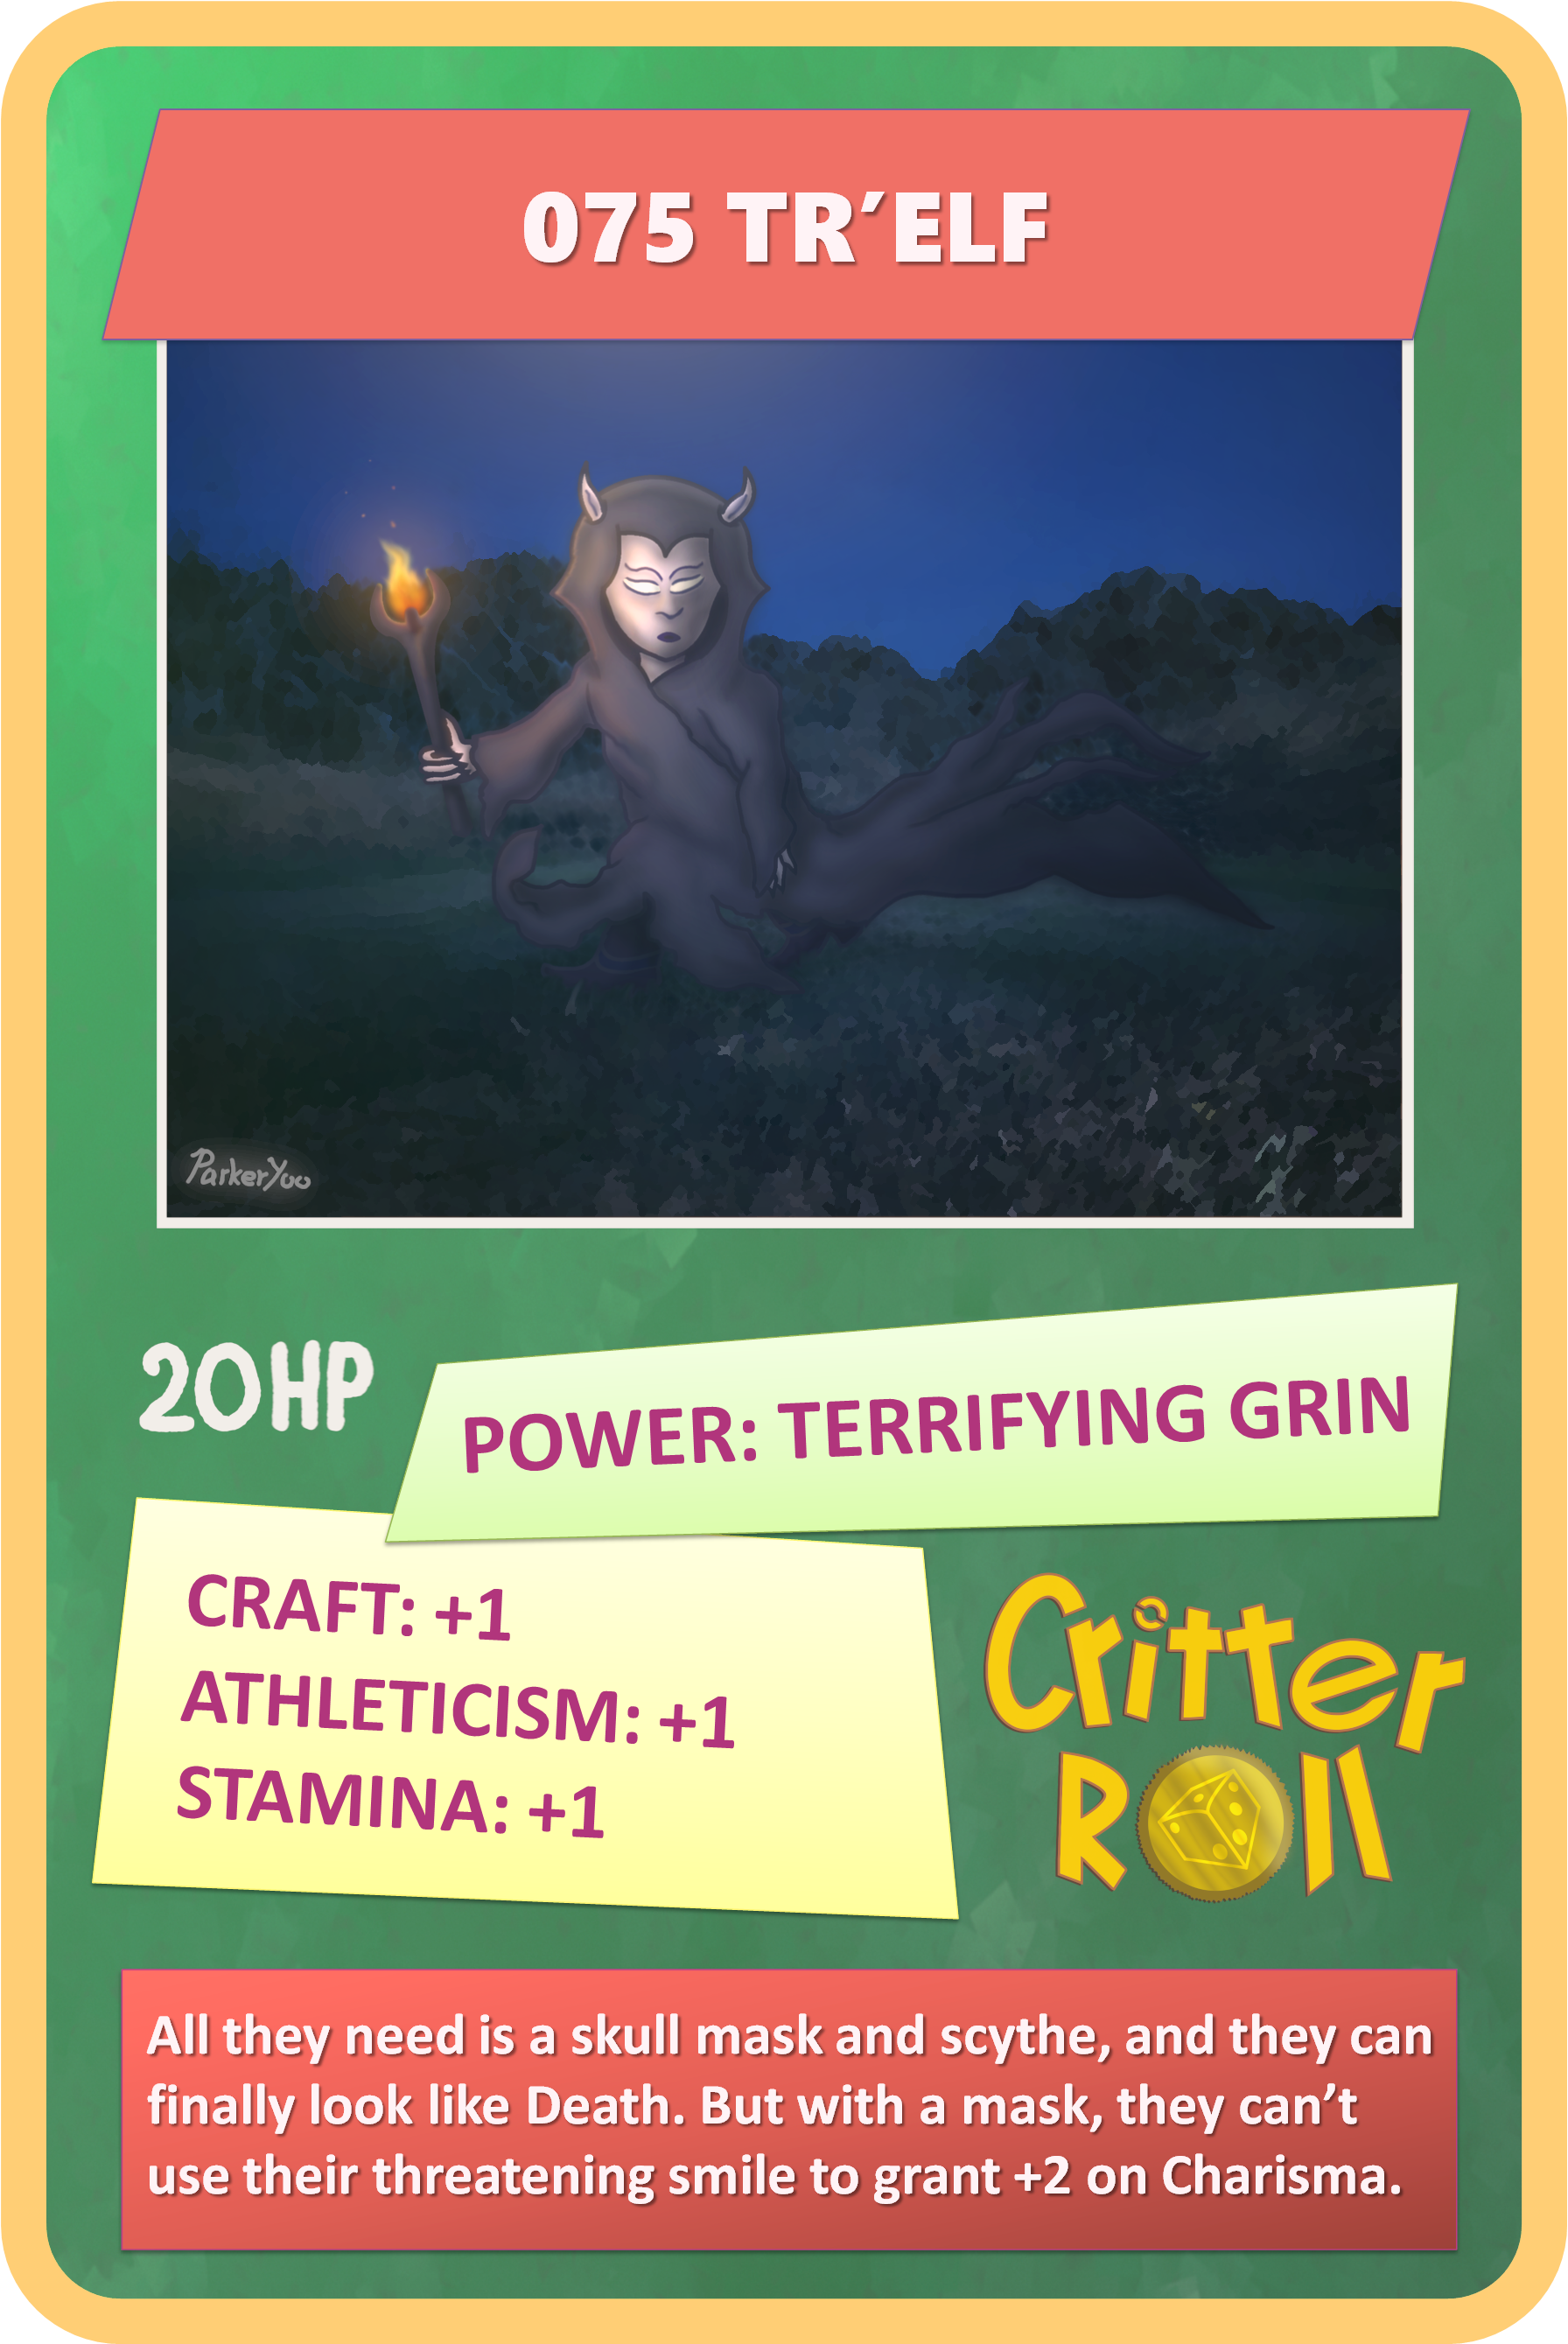 075 TR’ELF
ParkerYoo
20HP
POWER: TERRIFYING GRIN
CRAFT: +1
ATHLETICISM: +1
STAMINA: +1
Critter
Roll
All they need is a skull mask and scythe, and they can
finally look like Death. But with a mask, they can’t
use their threatening smile to grant +2 on Charisma.